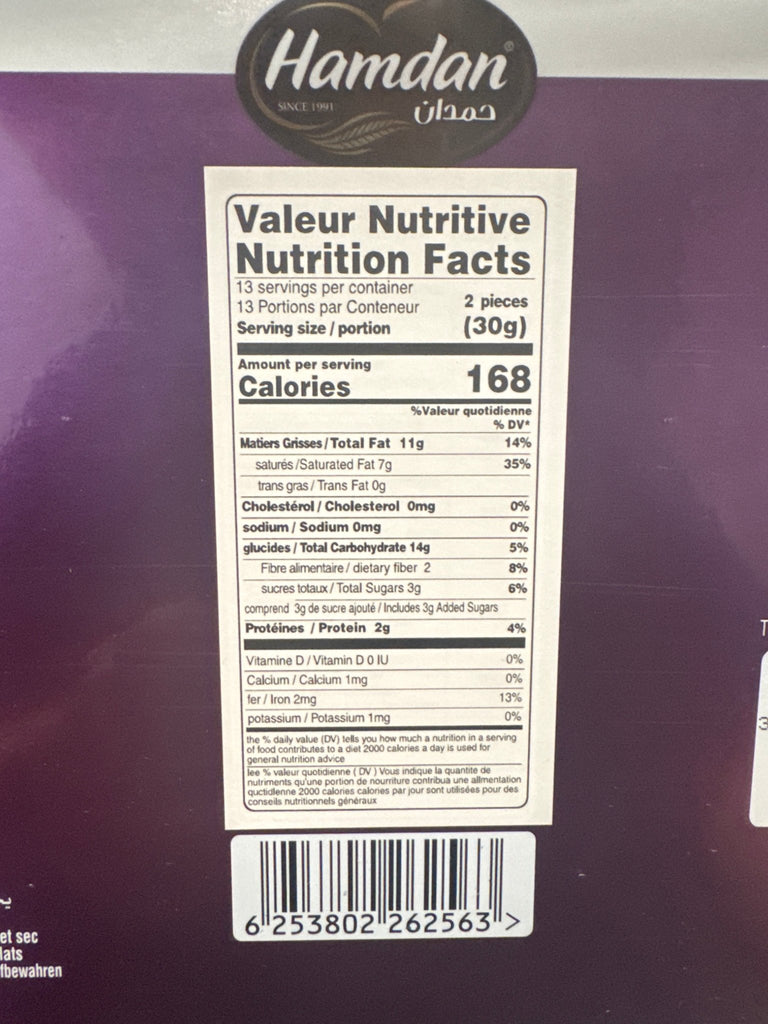 Hamdan®
SINCE 1991
حمدان
Valeur Nutritive
Nutrition Facts
13 servings per container
13 Portions par Conteneur
2 pieces
Serving size / portion (30g)
Amount per serving
Calories 168
%Valeur quotidienne
% DV*
Matiers Grisses / Total Fat 11g 14%
saturés /Saturated Fat 7g 35%
trans gras / Trans Fat 0g
Cholestérol / Cholesterol 0mg 0%
sodium / Sodium 0mg 0%
glucides / Total Carbohydrate 14g 5%
Fibre alimentaire / dietary fiber 2 8%
sucres totaux / Total Sugars 3g 6%
comprend 3g de sucre ajouté / Includes 3g Added Sugars
Protéines / Protein 2g 4%
Vitamine D / Vitamin D 0 IU 0%
Calcium / Calcium 1mg 0%
fer / Iron 2mg 13%
potassium / Potassium 1mg 0%
the % daily value (DV) tells you how much a nutrition in a serving
of food contributes to a diet 2000 calories a day is used for
general nutrition advice
lee % valeur quotidienne ( DV ) Vous indique la quantite de
nutriments qu'une portion de nourriture contribua une allmentation
quctidlenne 2000 calories calories par jour sont utilisées pour des
conseils nutritionnels généraux
6 253802 262563 >
et sec
lats
fbewahren